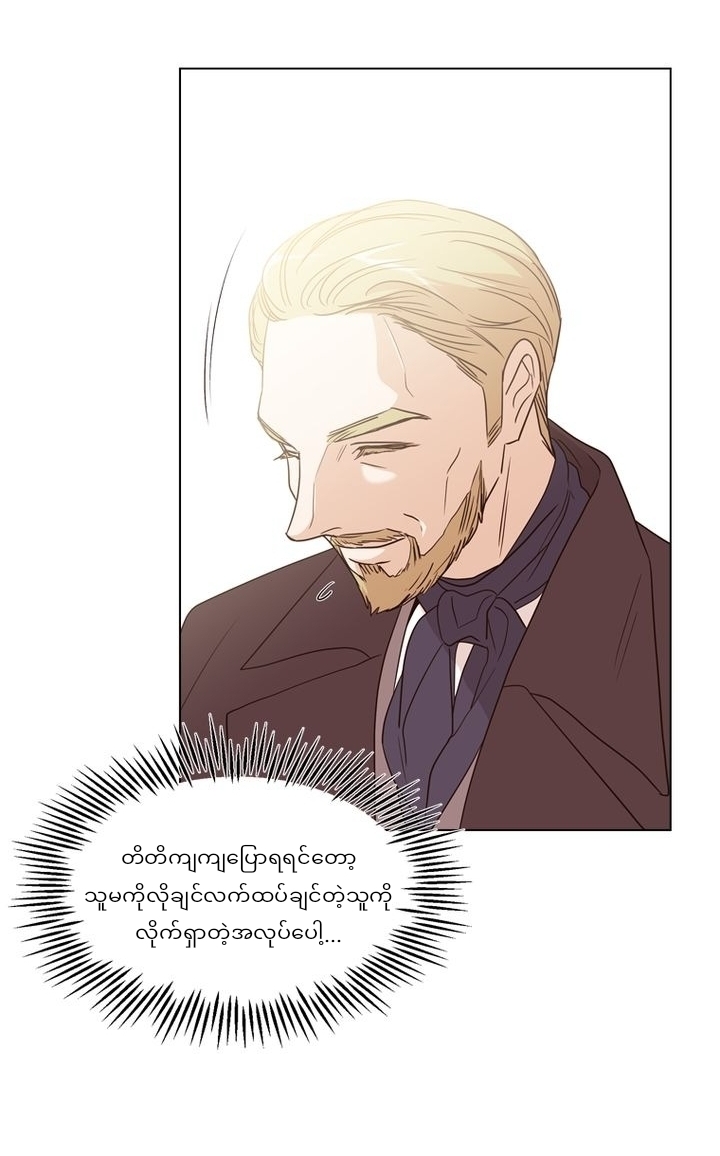 တိတိကျကျပြောရရင်တော့
သူမကိုလိုချင်လက်ထပ်ချင်တဲ့သူကို
လိုက်ရှာတဲ့အလုပ်ပေါ့...